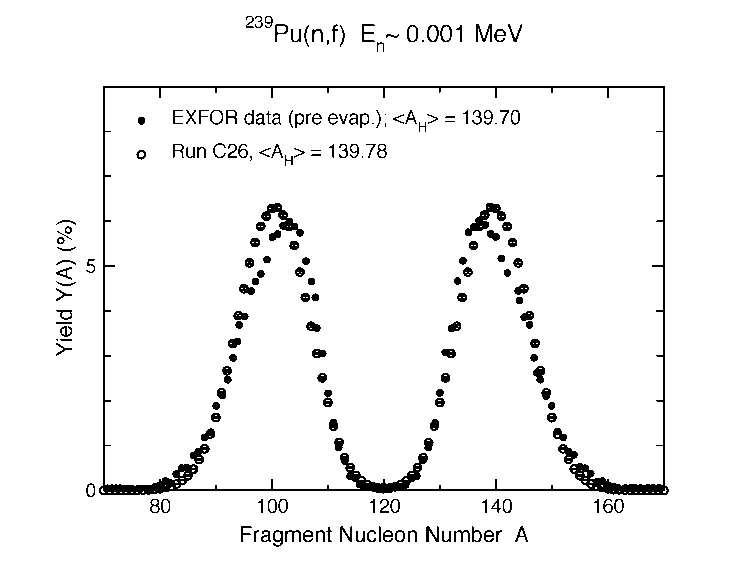 239Pu(n,f) En~ 0.001 MeV
EXFOR data (pre evap.); <AH> = 139.70
Run C26, <AH> = 139.78
Yield Y(A) (%)
5
0
80 100 120 140 160
Fragment Nucleon Number A